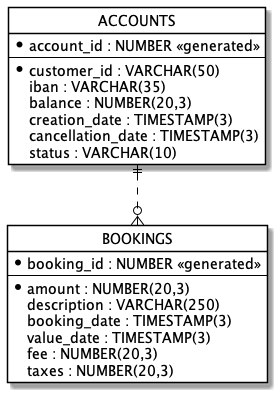 ACCOUNTS
• account_id : NUMBER «generated»
• customer_id : VARCHAR(50)
iban : VARCHAR(35)
balance : NUMBER(20,3)
creation_date : TIMESTAMP(3)
cancellation_date : TIMESTAMP(3)
status : VARCHAR(10)
BOOKINGS
• booking_id : NUMBER «generated»
• amount : NUMBER(20,3)
description : VARCHAR(250)
booking_date : TIMESTAMP(3)
value_date : TIMESTAMP(3)
fee : NUMBER(20,3)
taxes : NUMBER(20,3)